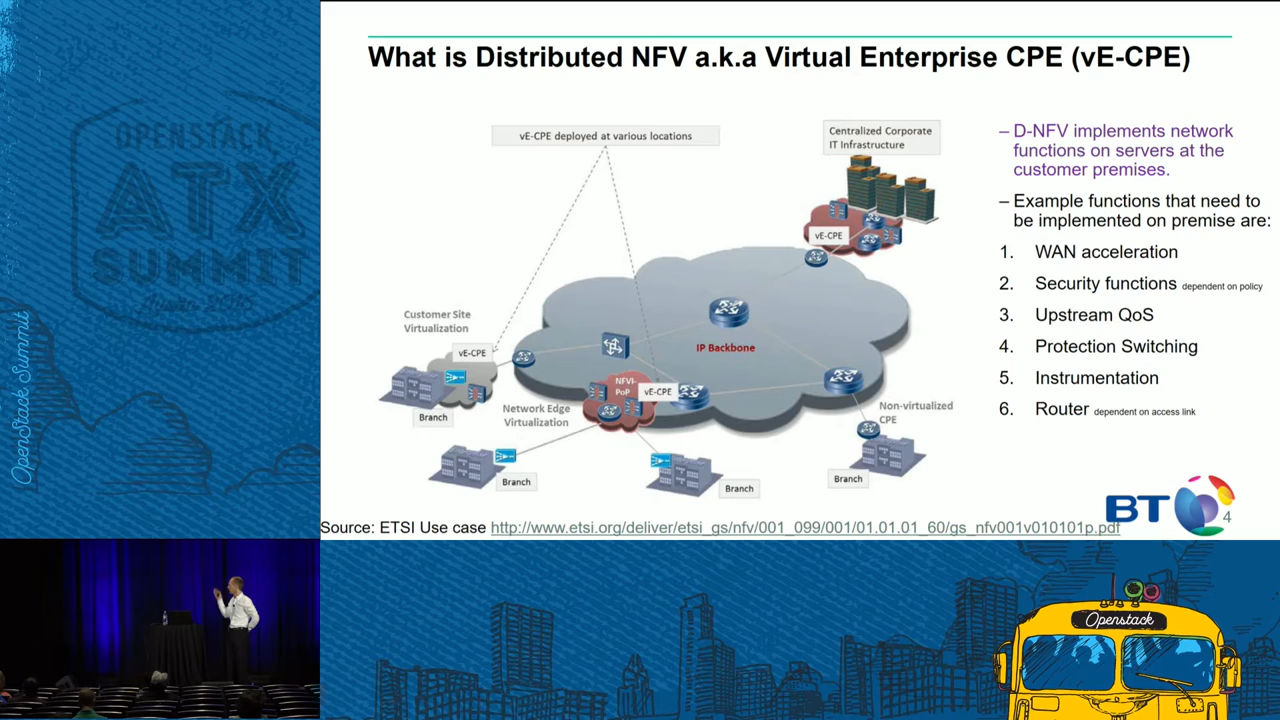 What is Distributed NFV a.k.a Virtual Enterprise CPE (vE-CPE)
vE-CPE deployed at various locations
Centralized Corporate
IT Infrastructure
vE-CPE
Customer Site
Virtualization
vE-CPE
Branch
IP Backbone
NFVI-
PoP
vE-CPE
Network Edge
Virtualization
Non-virtualized
CPE
Branch
Branch
Branch
– D-NFV implements network
functions on servers at the
customer premises.
– Example functions that need to
be implemented on premise are:
1. WAN acceleration
2. Security functions dependent on policy
3. Upstream QoS
4. Protection Switching
5. Instrumentation
6. Router dependent on access link
BT
4
Source: ETSI Use case http://www.etsi.org/deliver/etsi_gs/nfv/001_099/001/01.01.01_60/gs_nfv001v010101p.pdf
OPENSTACK
ATX
SUMMIT
OpenStack Summit
Openstack